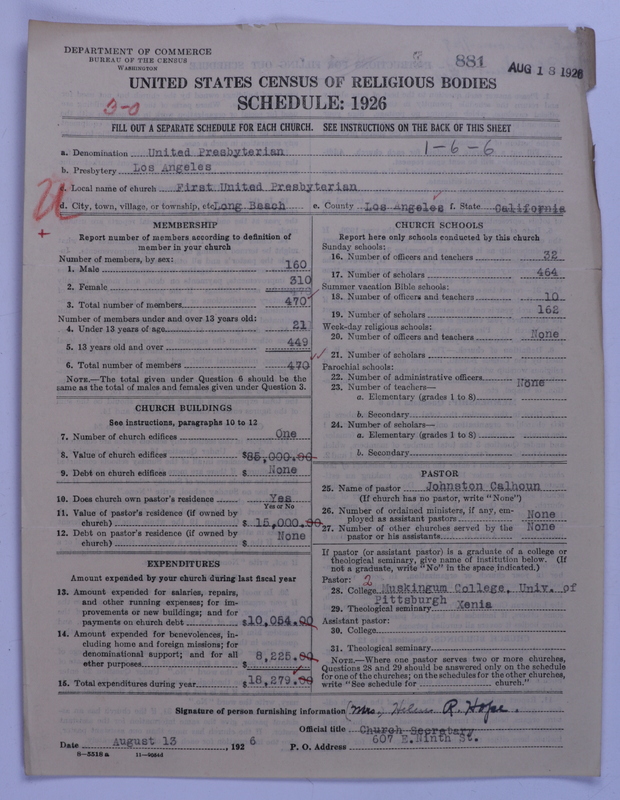 DEPARTMENT OF COMMERCE
BUREAU OF THE CENSUS
WASHINGTON
881
AUG 18 1926
UNITED STATES CENSUS OF RELIGIOUS BODIES
SCHEDULE: 1926
FILL OUT A SEPARATE SCHEDULE FOR EACH CHURCH. SEE INSTRUCTIONS ON THE BACK OF THIS SHEET
1-6-6
a. Denomination United Presbyterian
b. Presbytery Los Angeles
c. Local name of church First United Presbyterian
d. City, town, village, or township, etc Long Beach e. County Los Angeles f. State California
MEMBERSHIP
Report number of members according to definition of
member in your church
Number of members, by sex:
1. Male 160
2. Female 310
3. Total number of members 470
Number of members under and over 13 years old:
4. Under 13 years of age 21
5. 13 years old and over 449
6. Total number of members 470
NOTE.—The total given under Question 6 should be the
same as the total of males and females given under Question 3.
CHURCH BUILDINGS
See instructions, paragraphs 10 to 12
7. Number of church edifices One
8. Value of church edifices $85,000.00
9. Debt on church edifices $ None
10. Does church own pastor's residence Yes
Yes or No
11. Value of pastor's residence (if owned by
church) $ 15,000.00
12. Debt on pastor's residence (if owned by
church) $ None
EXPENDITURES
Amount expended by your church during last fiscal year
13. Amount expended for salaries, repairs,
and other running expenses; for im-
provements or new buildings; and for
payments on church debt $10,054.00
14. Amount expended for benevolences, in-
cluding home and foreign missions; for
denominational support; and for all
other purposes $ 8,225.00
15. Total expenditures during year $18,279.00
CHURCH SCHOOLS
Report here only schools conducted by this church
Sunday schools:
16. Number of officers and teachers 32
17. Number of scholars 464
Summer vacation Bible schools:
18. Number of officers and teachers 10
19. Number of scholars 162
Week-day religious schools:
20. Number of officers and teachers None
21. Number of scholars
Parochial schools:
22. Number of administrative officers
23. Number of teachers— None
a. Elementary (grades 1 to 8)
b. Secondary
24. Number of scholars—
a. Elementary (grades 1 to 8)
b. Secondary
PASTOR
25. Name of pastor Johnston Calhoun
(If church has no pastor, write "None")
26. Number of ordained ministers, if any, em-
ployed as assistant pastors None
27. Number of other churches served by the
pastor or his assistants None
If pastor (or assistant pastor) is a graduate of a college or
theological seminary, give name of institution below. (If
not a graduate, write "No" in the space indicated.)
Pastor: 2
28. College Muskingum College, Univ. of
Pittsburgh
29. Theological seminary Xenia
Assistant pastor:
30. College
31. Theological seminary
NOTE.—Where one pastor serves two or more churches,
Questions 28 and 29 should be answered only on the schedule
for one of the churches; on the schedules for the other churches,
write "See schedule for church."
Signature of person furnishing information (Mrs.) Helen R. Hope.
Official title Church Secretary
Date August 13, 1926 P. O. Address 607 E. Ninth St.
8-5518a